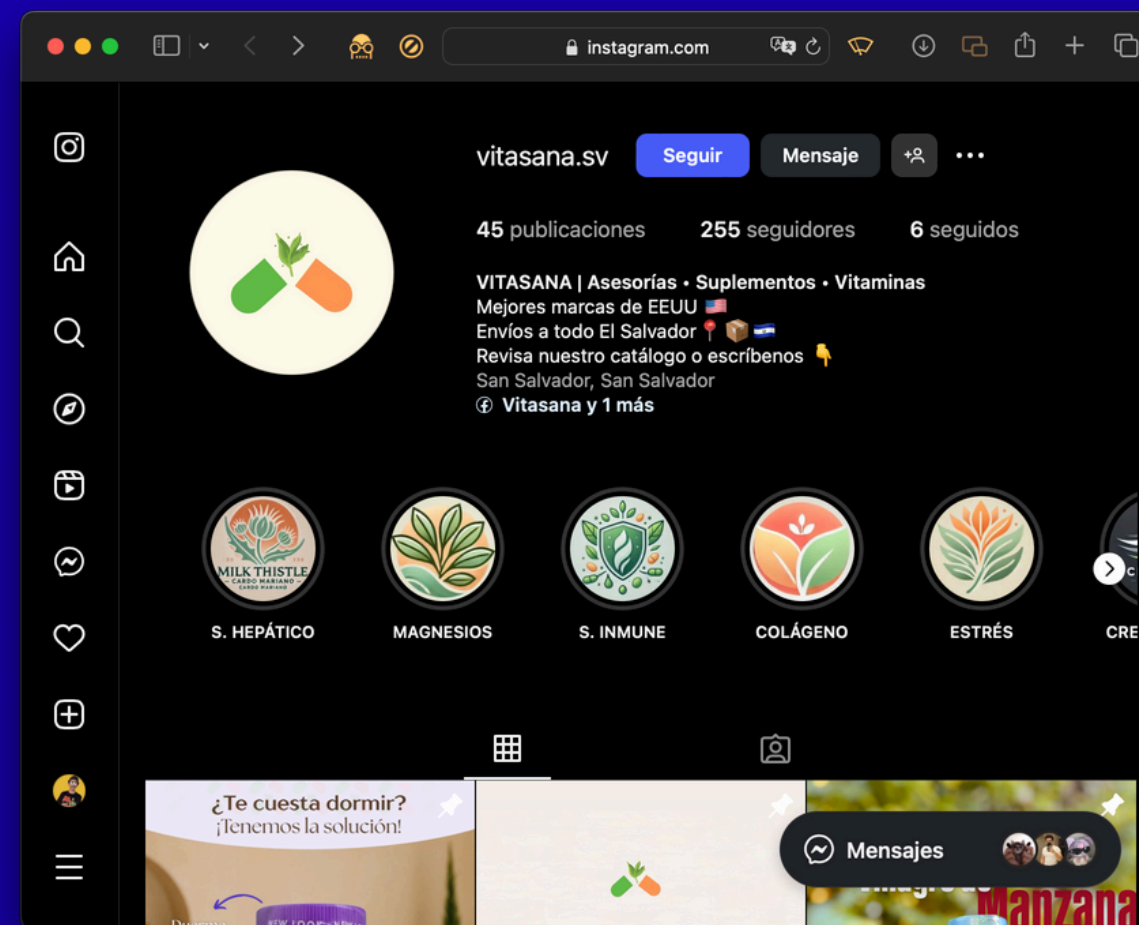 instagram.com
vitasana.sv Seguir Mensaje
45 publicaciones 255 seguidores 6 seguidos
VITASANA | Asesorías • Suplementos • Vitaminas
Mejores marcas de EEUU 🇺🇸
Envíos a todo El Salvador📍📦🇸🇻
Revisa nuestro catálogo o escríbenos 👇
San Salvador, San Salvador
Vitasana y 1 más
MILK THISTLE
CARDO MARIANO
CARDO MARIANO
S. HEPÁTICO MAGNESIOS S. INMUNE COLÁGENO ESTRÉS CRE
¿Te cuesta dormir?
¡Tenemos la solución!
Mensajes
Manzana